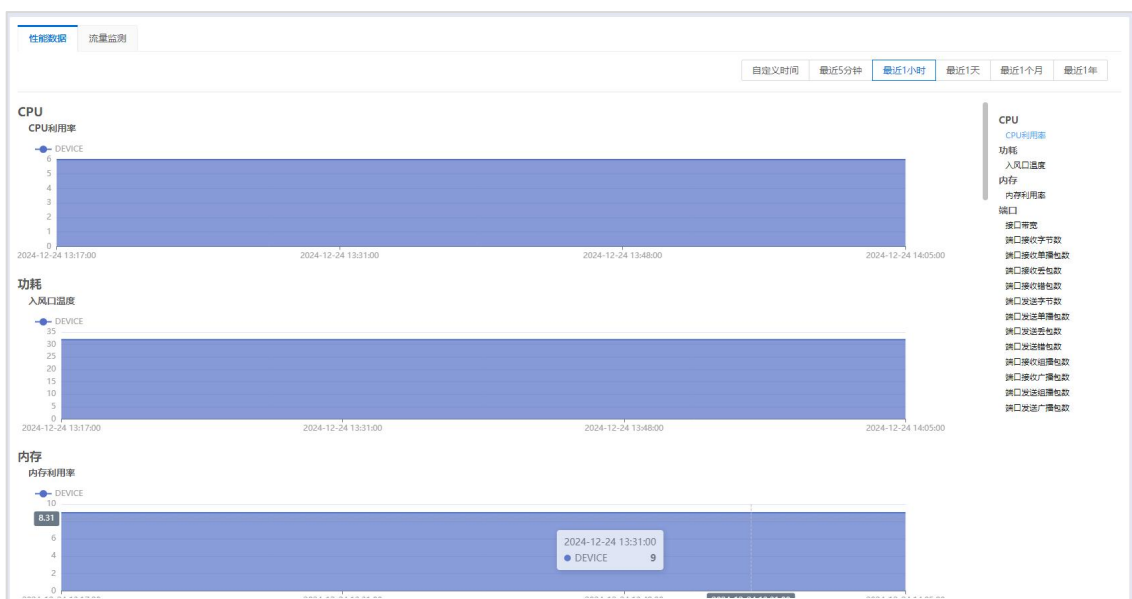 性能数据 流量监测
自定义时间 最近5分钟 最近1小时 最近1天 最近1个月 最近1年
CPU
CPU利用率
DEVICE
6
5
4
3
2
1
0
2024-12-24 13:17:00 2024-12-24 13:31:00 2024-12-24 13:48:00 2024-12-24 14:05:00
功耗
入风口温度
DEVICE
35
30
25
20
15
10
5
0
2024-12-24 13:17:00 2024-12-24 13:31:00 2024-12-24 13:48:00 2024-12-24 14:05:00
内存
内存利用率
DEVICE
10
8.31
6
4
2
0
2024-12-24 13:31:00
DEVICE 9
CPU
CPU利用率
功耗
入风口温度
内存
内存利用率
端口
接口带宽
端口接收字节数
端口接收单播包数
端口接收丢包数
端口接收错包数
端口发送字节数
端口发送单播包数
端口发送丢包数
端口发送错包数
端口接收组播包数
端口接收广播包数
端口发送组播包数
端口发送广播包数